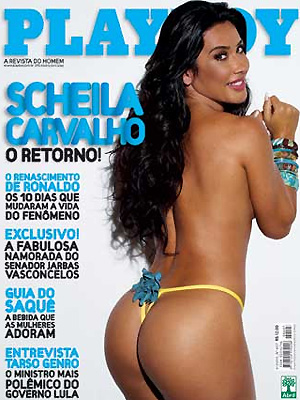 PLAYBOY
A REVISTA DO HOMEM
SCHEILA
CARVALHO
O RETORNO!
O RENASCIMENTO
DE RONALDO
OS 10 DIAS QUE
MUDARAM A VIDA
DO FENÔMENO
EXCLUSIVO!
A FABULOSA
NAMORADA DO
SENADOR JARBAS
VASCONCELOS
GUIA DO
SAQUÊ
A BEBIDA QUE
AS MULHERES
ADORAM
ENTREVISTA
TARSO GENRO
O MINISTRO MAIS
POLÊMICO DO
GOVERNO LULA
Abril